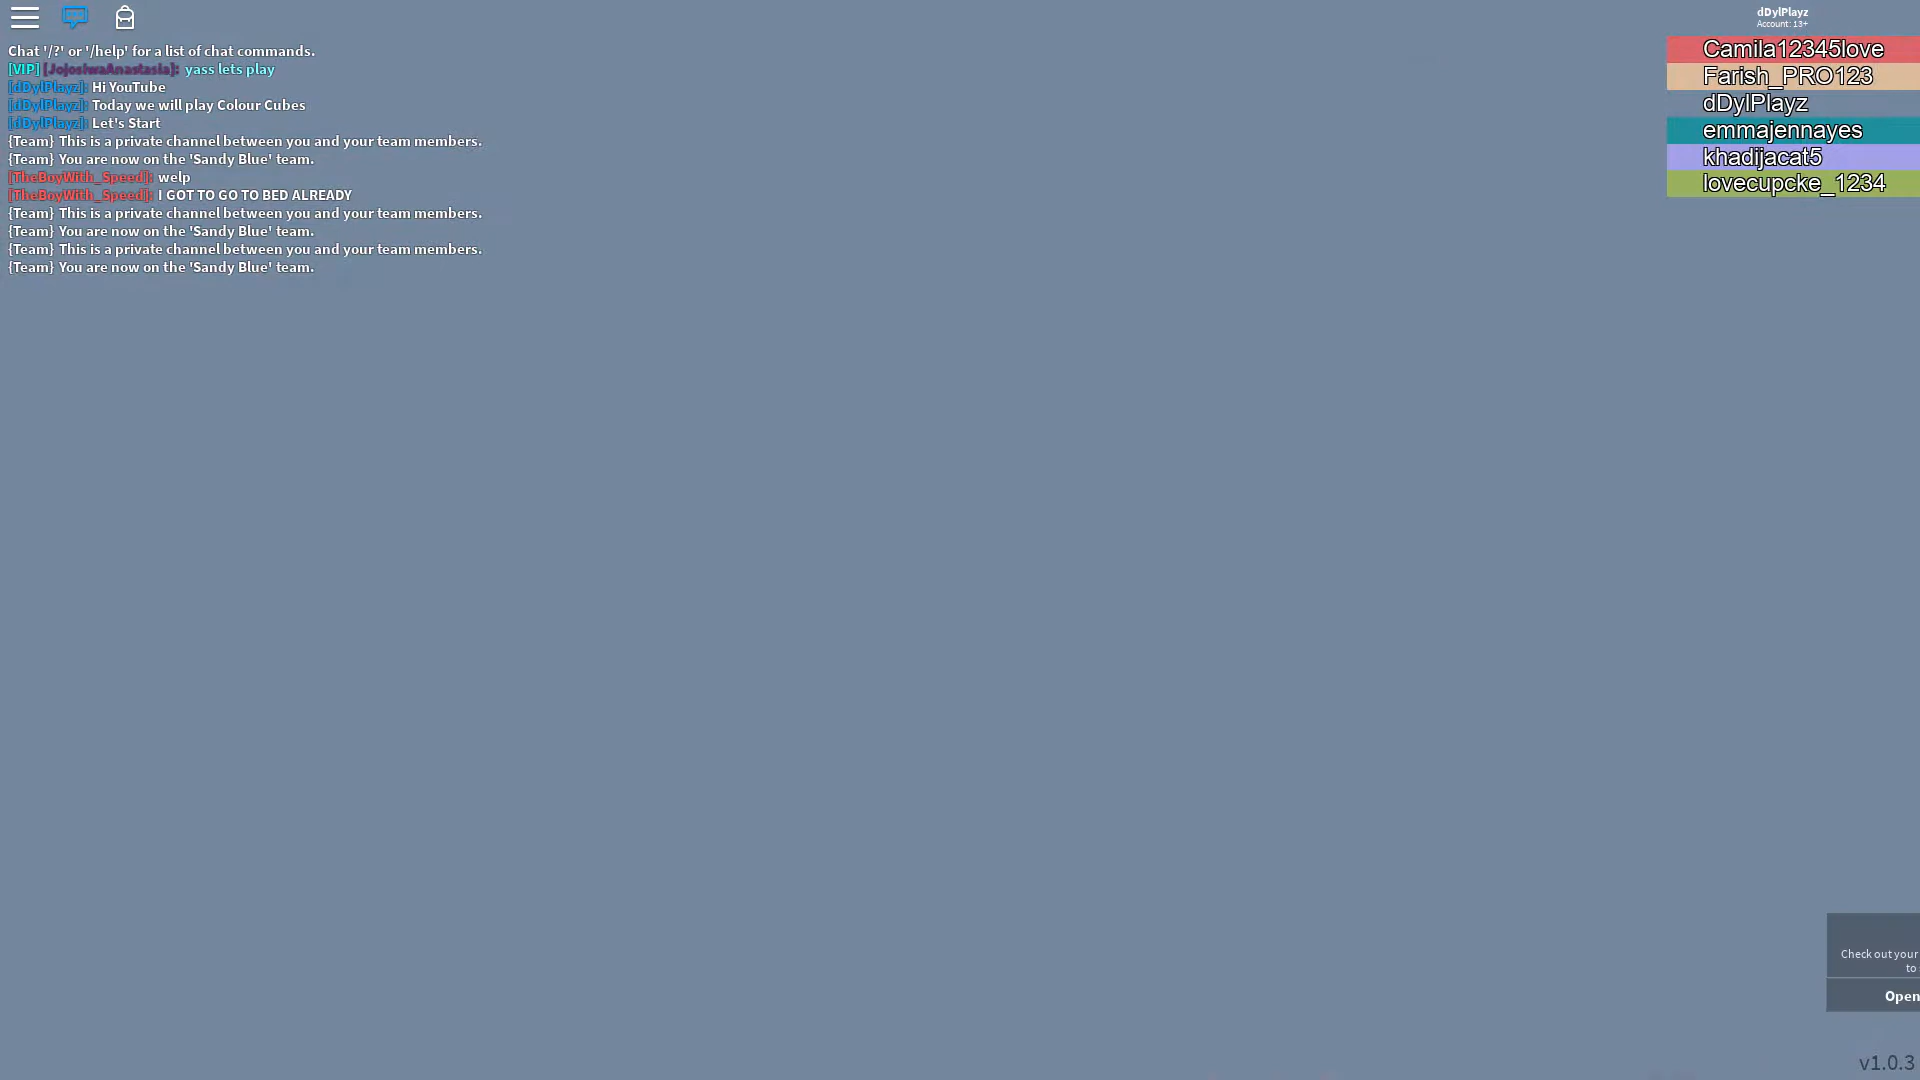 dDylPlayz
Account: 13+
Chat '/?' or '/help' for a list of chat commands.
[VIP] [JojosiwaAnastasia]: yass lets play
[dDylPlayz]: Hi YouTube
[dDylPlayz]: Today we will play Colour Cubes
[dDylPlayz]: Let's Start
{Team} This is a private channel between you and your team members.
{Team} You are now on the 'Sandy Blue' team.
[TheBoyWith_Speed]: welp
[TheBoyWith_Speed]: I GOT TO GO TO BED ALREADY
{Team} This is a private channel between you and your team members.
{Team} You are now on the 'Sandy Blue' team.
{Team} This is a private channel between you and your team members.
{Team} You are now on the 'Sandy Blue' team.
Camila12345love
Farish_PRO123
dDylPlayz
emmajennayes
khadijacat5
lovecupcke_1234
Check out your
to
Open
v1.0.3